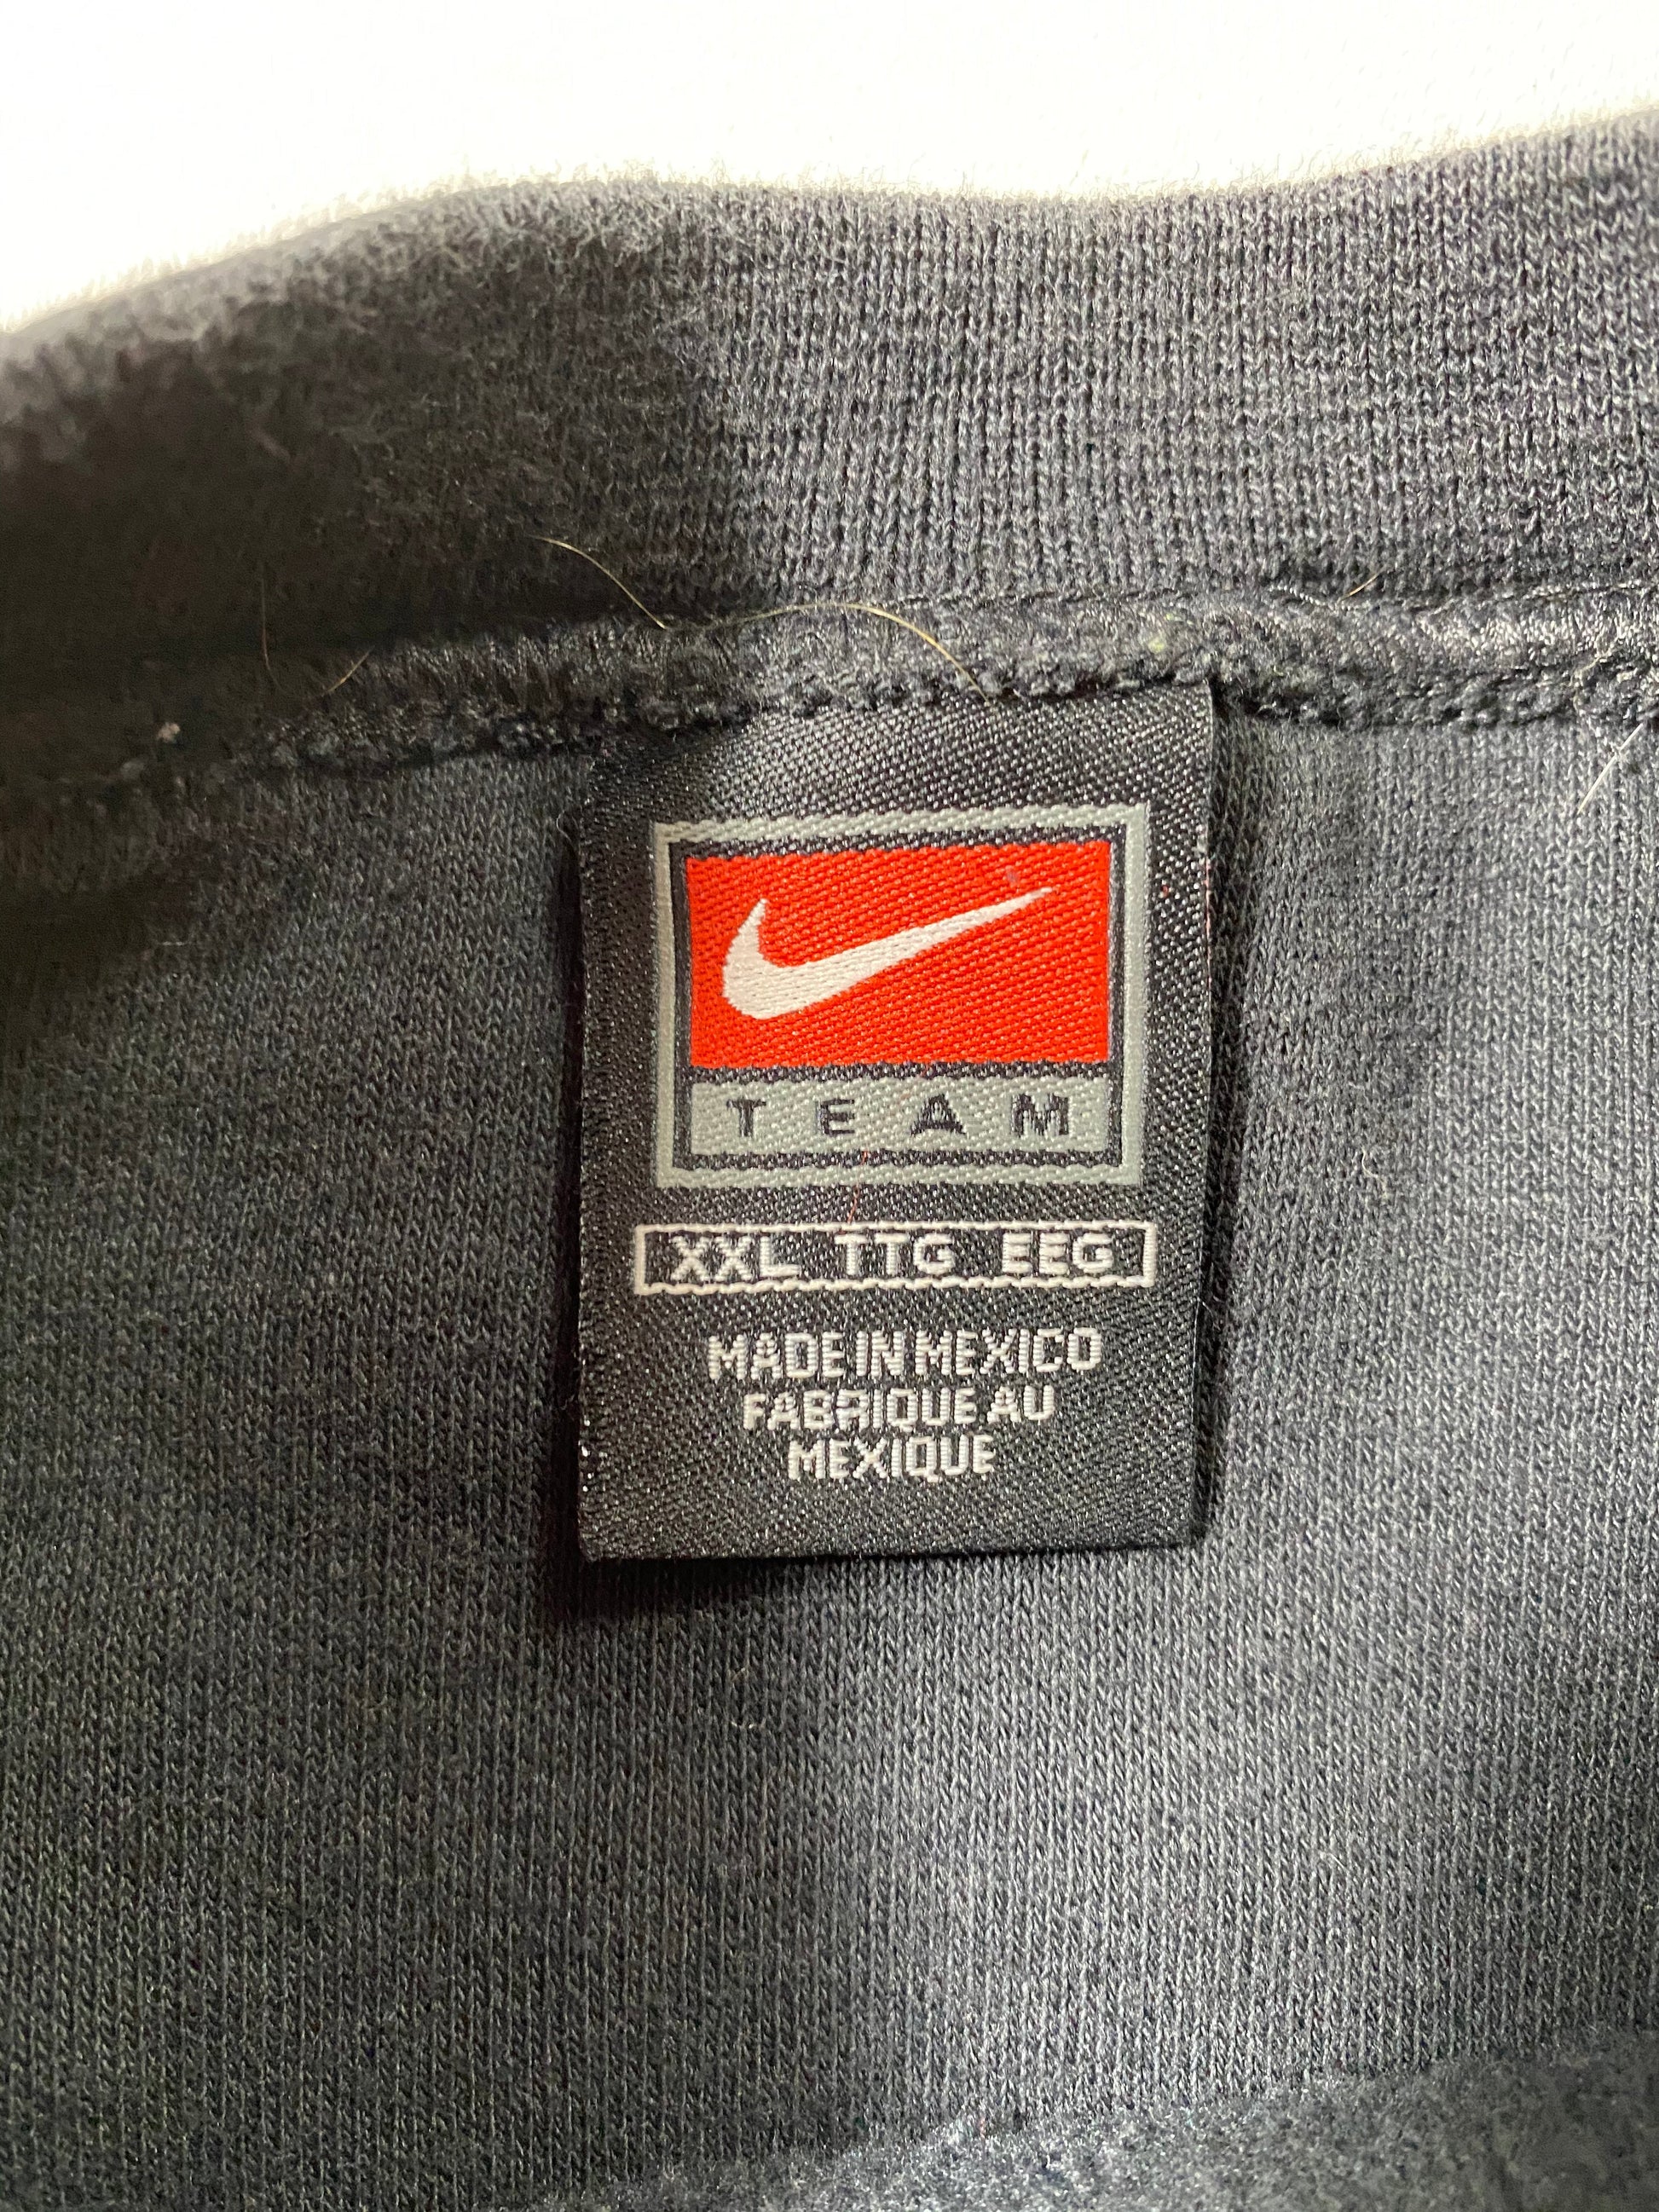 TEAM
XXL TTG EEG
MADE IN MEXICO
FABRIQUE AU
MEXIQUE